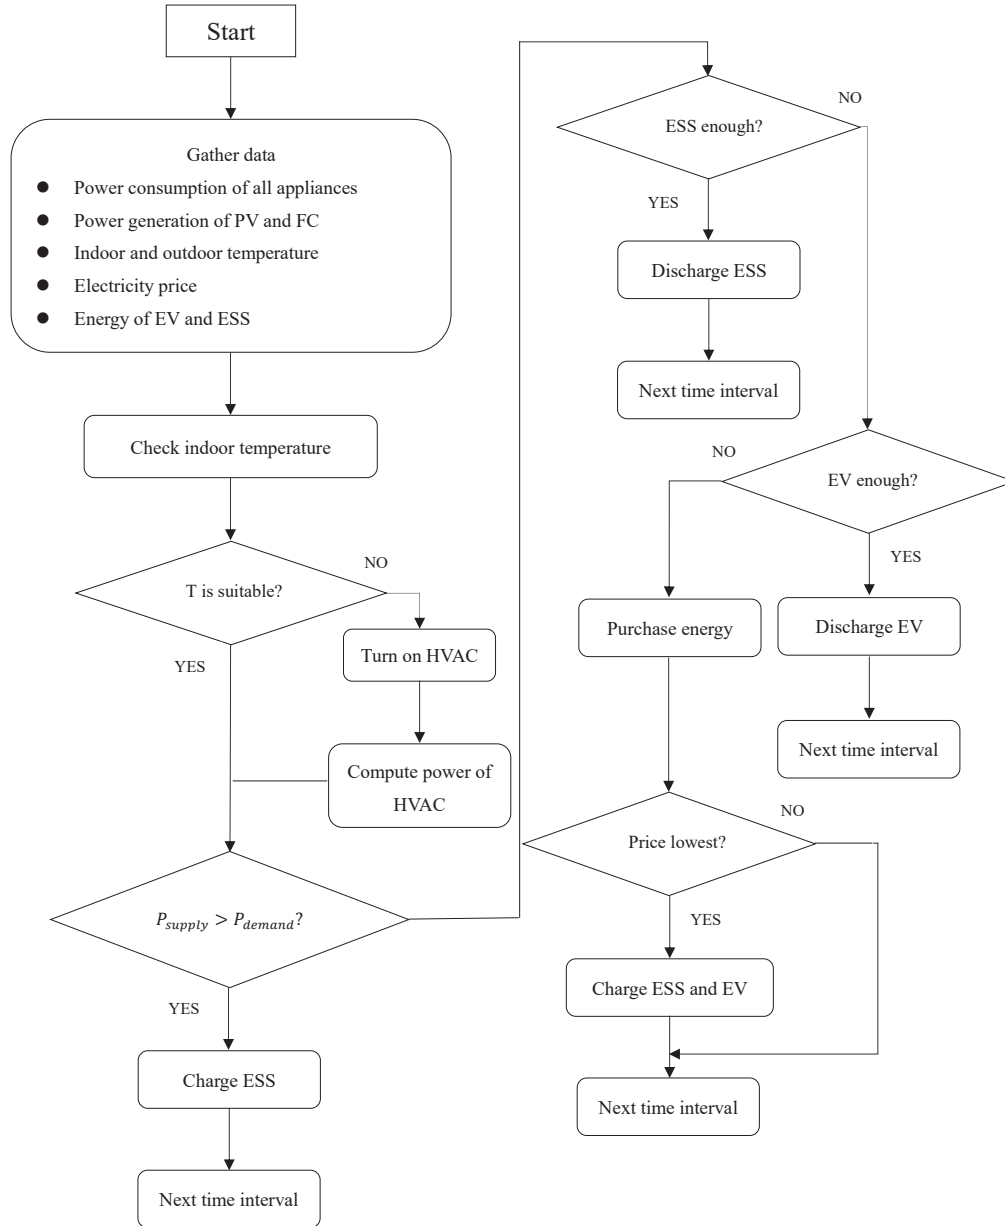 Start
Gather data
● Power consumption of all appliances
● Power generation of PV and FC
● Indoor and outdoor temperature
● Electricity price
● Energy of EV and ESS
Check indoor temperature
T is suitable?
NO
YES
Turn on HVAC
Compute power of
HVAC
P_supply > P_demand?
YES
Charge ESS
Next time interval
ESS enough?
NO
YES
Discharge ESS
Next time interval
EV enough?
NO
YES
Purchase energy
Discharge EV
Next time interval
Price lowest?
NO
YES
Charge ESS and EV
Next time interval